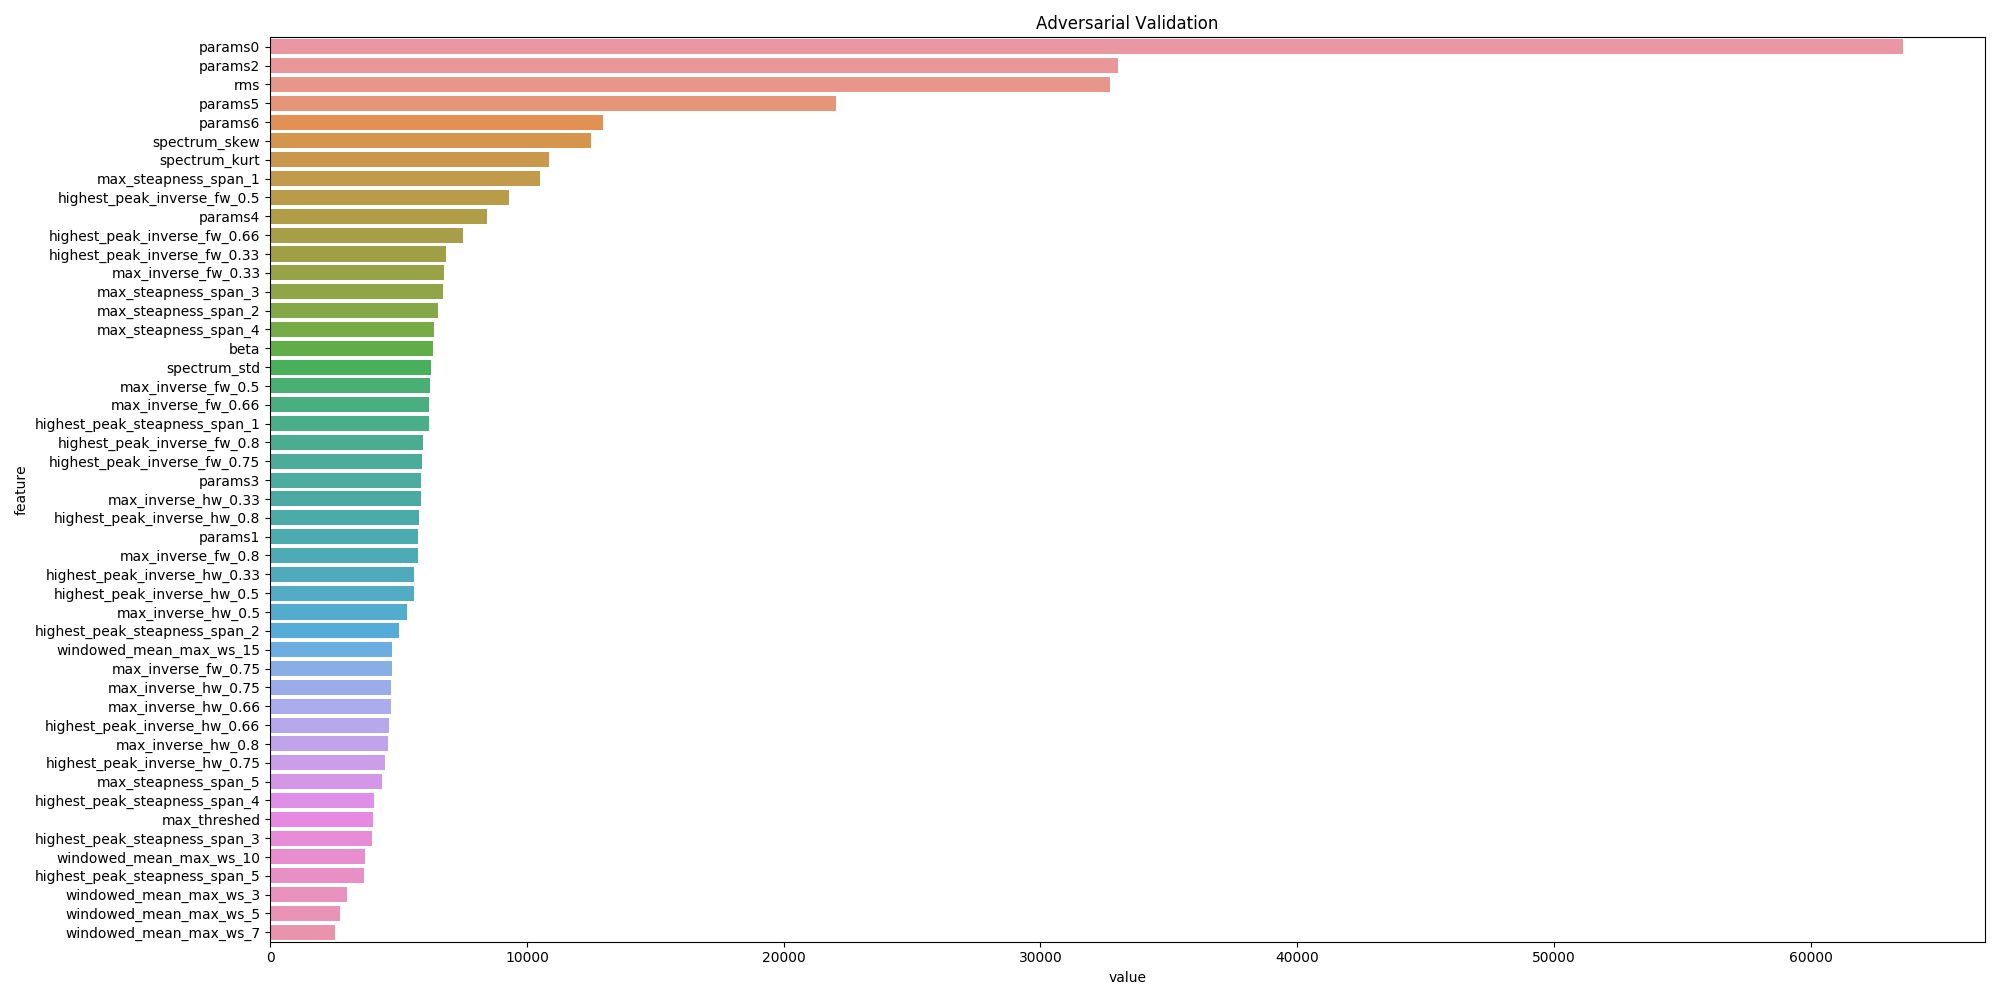 Adversarial Validation
params0
params2
rms
params5
params6
spectrum_skew
spectrum_kurt
max_steapness_span_1
highest_peak_inverse_fw_0.5
params4
highest_peak_inverse_fw_0.66
highest_peak_inverse_fw_0.33
max_inverse_fw_0.33
max_steapness_span_3
max_steapness_span_2
max_steapness_span_4
beta
spectrum_std
max_inverse_fw_0.5
max_inverse_fw_0.66
highest_peak_steapness_span_1
highest_peak_inverse_fw_0.8
highest_peak_inverse_fw_0.75
params3
max_inverse_hw_0.33
highest_peak_inverse_hw_0.8
params1
max_inverse_fw_0.8
highest_peak_inverse_hw_0.33
highest_peak_inverse_hw_0.5
max_inverse_hw_0.5
highest_peak_steapness_span_2
windowed_mean_max_ws_15
max_inverse_fw_0.75
max_inverse_hw_0.75
max_inverse_hw_0.66
highest_peak_inverse_hw_0.66
max_inverse_hw_0.8
highest_peak_inverse_hw_0.75
max_steapness_span_5
highest_peak_steapness_span_4
max_threshed
highest_peak_steapness_span_3
windowed_mean_max_ws_10
highest_peak_steapness_span_5
windowed_mean_max_ws_3
windowed_mean_max_ws_5
windowed_mean_max_ws_7
feature
0 10000 20000 30000 40000 50000 60000
value